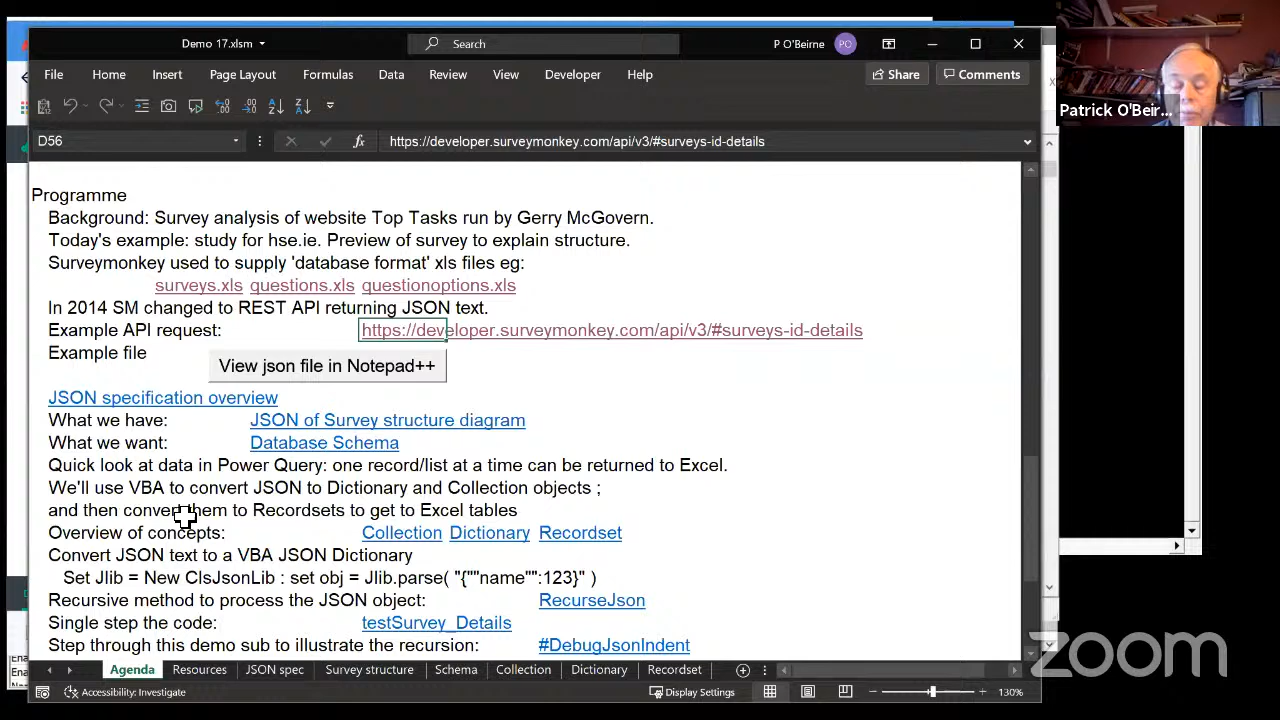 Demo 17.xlsm
Search
P O'Beirne
PO
File Home Insert Page Layout Formulas Data Review View Developer Help
Share
Comments
D56
fx
https://developer.surveymonkey.com/api/v3/#surveys-id-details
Programme
Background: Survey analysis of website Top Tasks run by Gerry McGovern.
Today's example: study for hse.ie. Preview of survey to explain structure.
Surveymonkey used to supply 'database format' xls files eg:
surveys.xls questions.xls questionoptions.xls
In 2014 SM changed to REST API returning JSON text.
Example API request: https://developer.surveymonkey.com/api/v3/#surveys-id-details
Example file
View json file in Notepad++
JSON specification overview
What we have: JSON of Survey structure diagram
What we want: Database Schema
Quick look at data in Power Query: one record/list at a time can be returned to Excel.
We'll use VBA to convert JSON to Dictionary and Collection objects ;
and then convert them to Recordsets to get to Excel tables
Overview of concepts: Collection Dictionary Recordset
Convert JSON text to a VBA JSON Dictionary
Set Jlib = New ClsJsonLib : set obj = Jlib.parse( "{""name"":123}" )
Recursive method to process the JSON object: RecurseJson
Single step the code: testSurvey_Details
Step through this demo sub to illustrate the recursion: #DebugJsonIndent
Agenda Resources JSON spec Survey structure Schema Collection Dictionary Recordset
Accessibility: Investigate
Display Settings
130%
Patrick O'Beir...
zoom